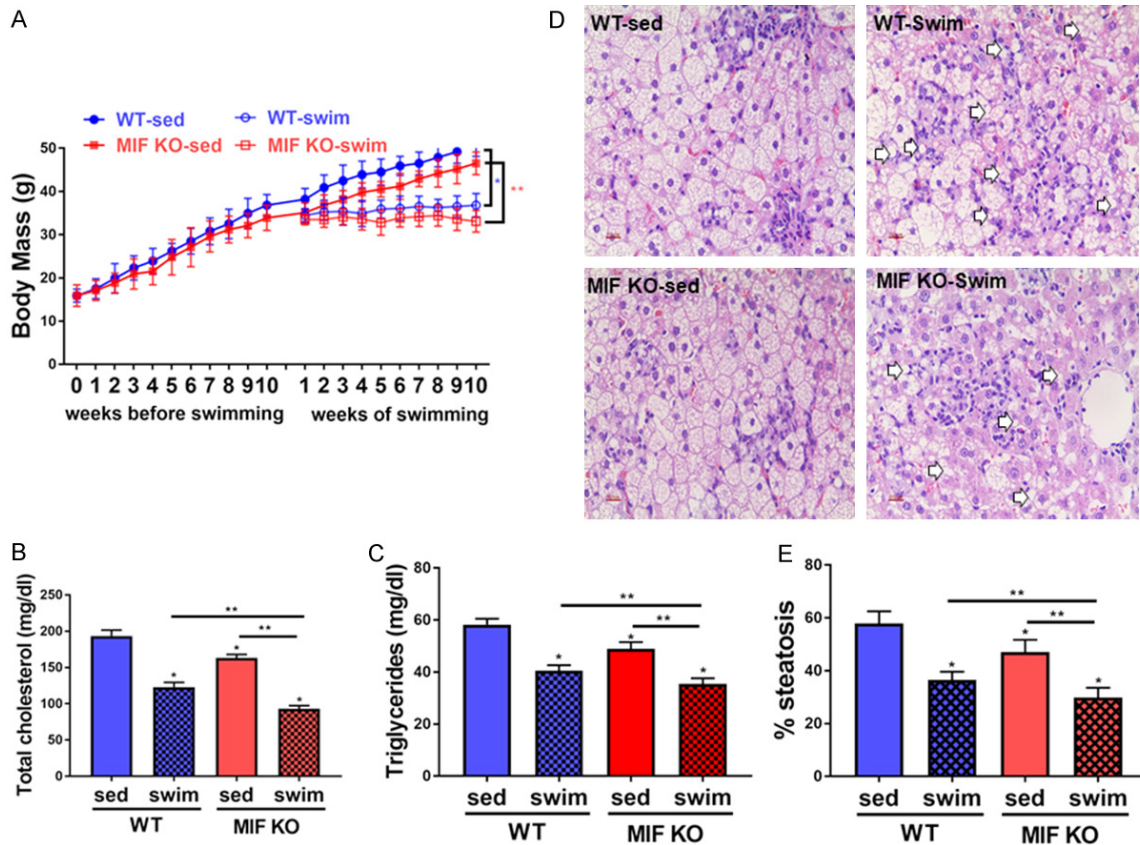 A
WT-sed WT-swim
MIF KO-sed MIF KO-swim
Body Mass (g)
50
40
30
20
10
0
* **
0 1 2 3 4 5 6 7 8 9 10 1 2 3 4 5 6 7 8 9 10
weeks before swimming weeks of swimming
D
WT-sed
WT-Swim
MIF KO-sed
MIF KO-Swim
B
Total cholesterol (mg/dl)
250
200
150
100
50
0
**
**
*
*
*
sed swim sed swim
WT MIF KO
C
Triglycerides (mg/dl)
80
60
40
20
0
**
**
*
*
*
sed swim sed swim
WT MIF KO
E
% steatosis
80
60
40
20
0
**
**
*
*
*
sed swim sed swim
WT MIF KO